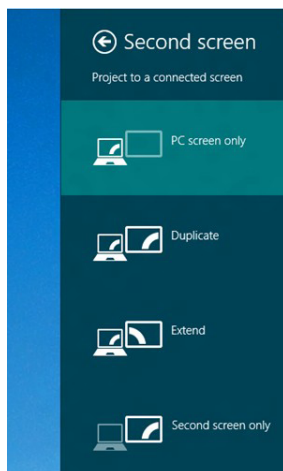 Second screen
Project to a connected screen
PC screen only
Duplicate
Extend
Second screen only